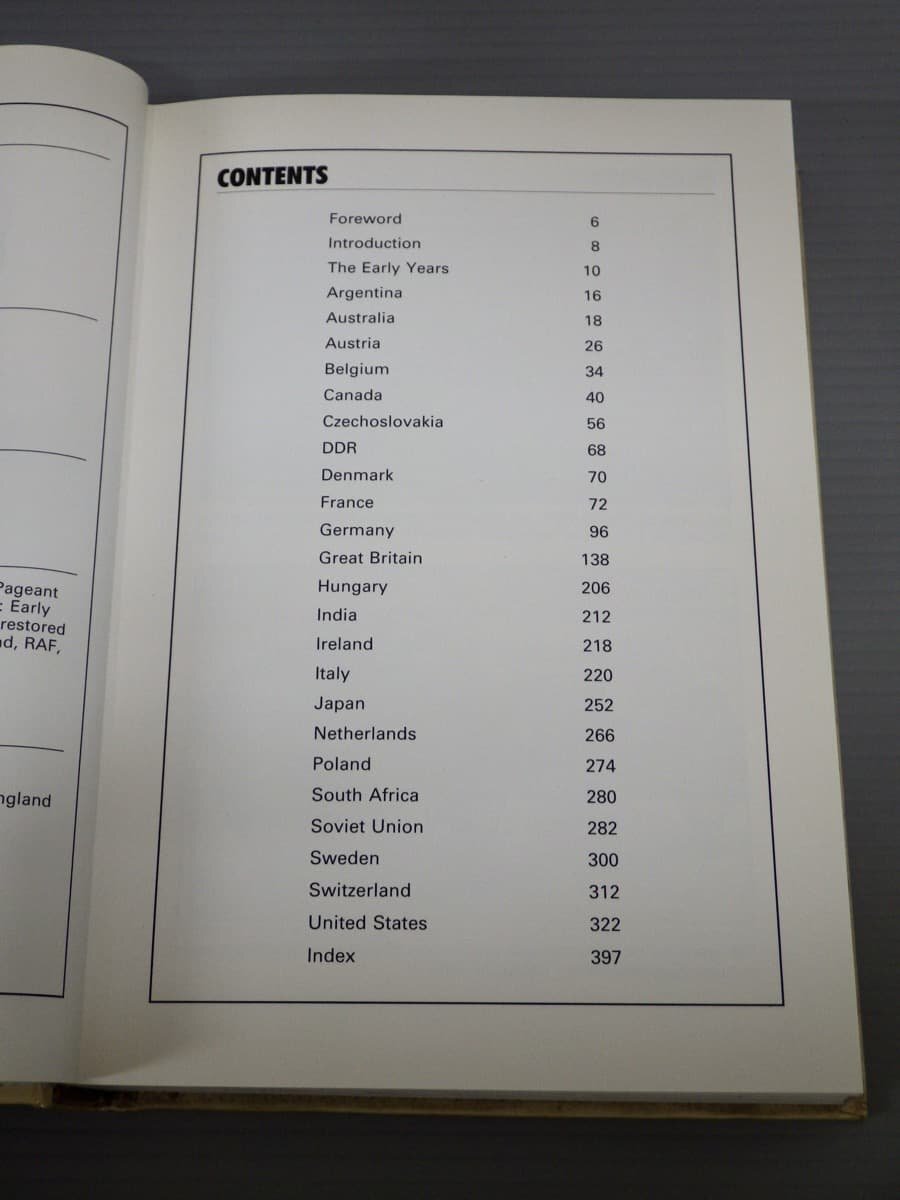 Pageant
: Early
restored
nd, RAF,
ngland
CONTENTS
Foreword 6
Introduction 8
The Early Years 10
Argentina 16
Australia 18
Austria 26
Belgium 34
Canada 40
Czechoslovakia 56
DDR 68
Denmark 70
France 72
Germany 96
Great Britain 138
Hungary 206
India 212
Ireland 218
Italy 220
Japan 252
Netherlands 266
Poland 274
South Africa 280
Soviet Union 282
Sweden 300
Switzerland 312
United States 322
Index 397